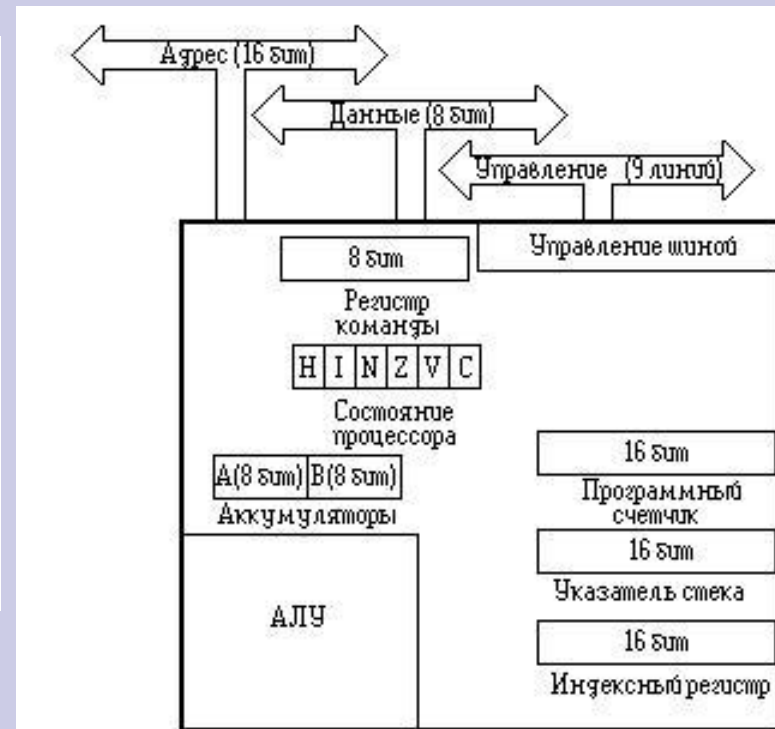 Адрес (16 бит)
Данные (8 бит)
Управление (9 линий)
8 бит
Управление шиной
Регистр
команды
H I N Z V C
Состояние
процессора
A(8 бит) B(8 бит)
Аккумуляторы
16 бит
Программный
счетчик
16 бит
Указатель стека
АЛУ
16 бит
Индексный регистр